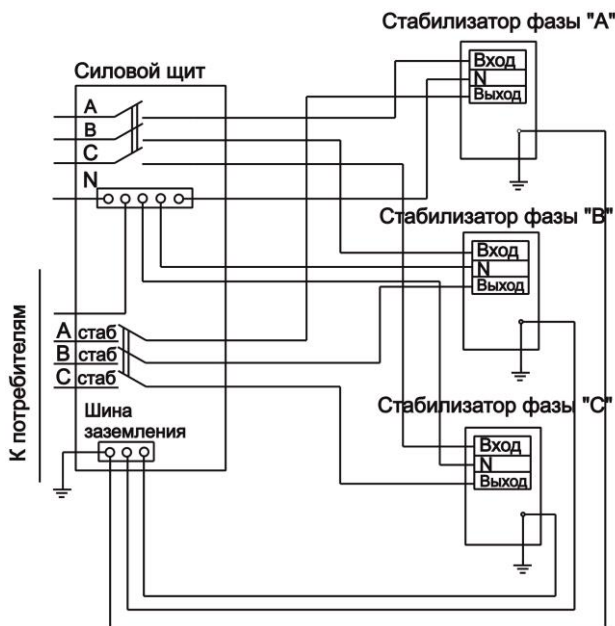 Стабилизатор фазы "А"
Вход
N
Выход
Силовой щит
A
B
C
N
Стабилизатор фазы "В"
Вход
N
Выход
К потребителям
А стаб
В стаб
С стаб
Шина
заземления
Стабилизатор фазы "С"
Вход
N
Выход